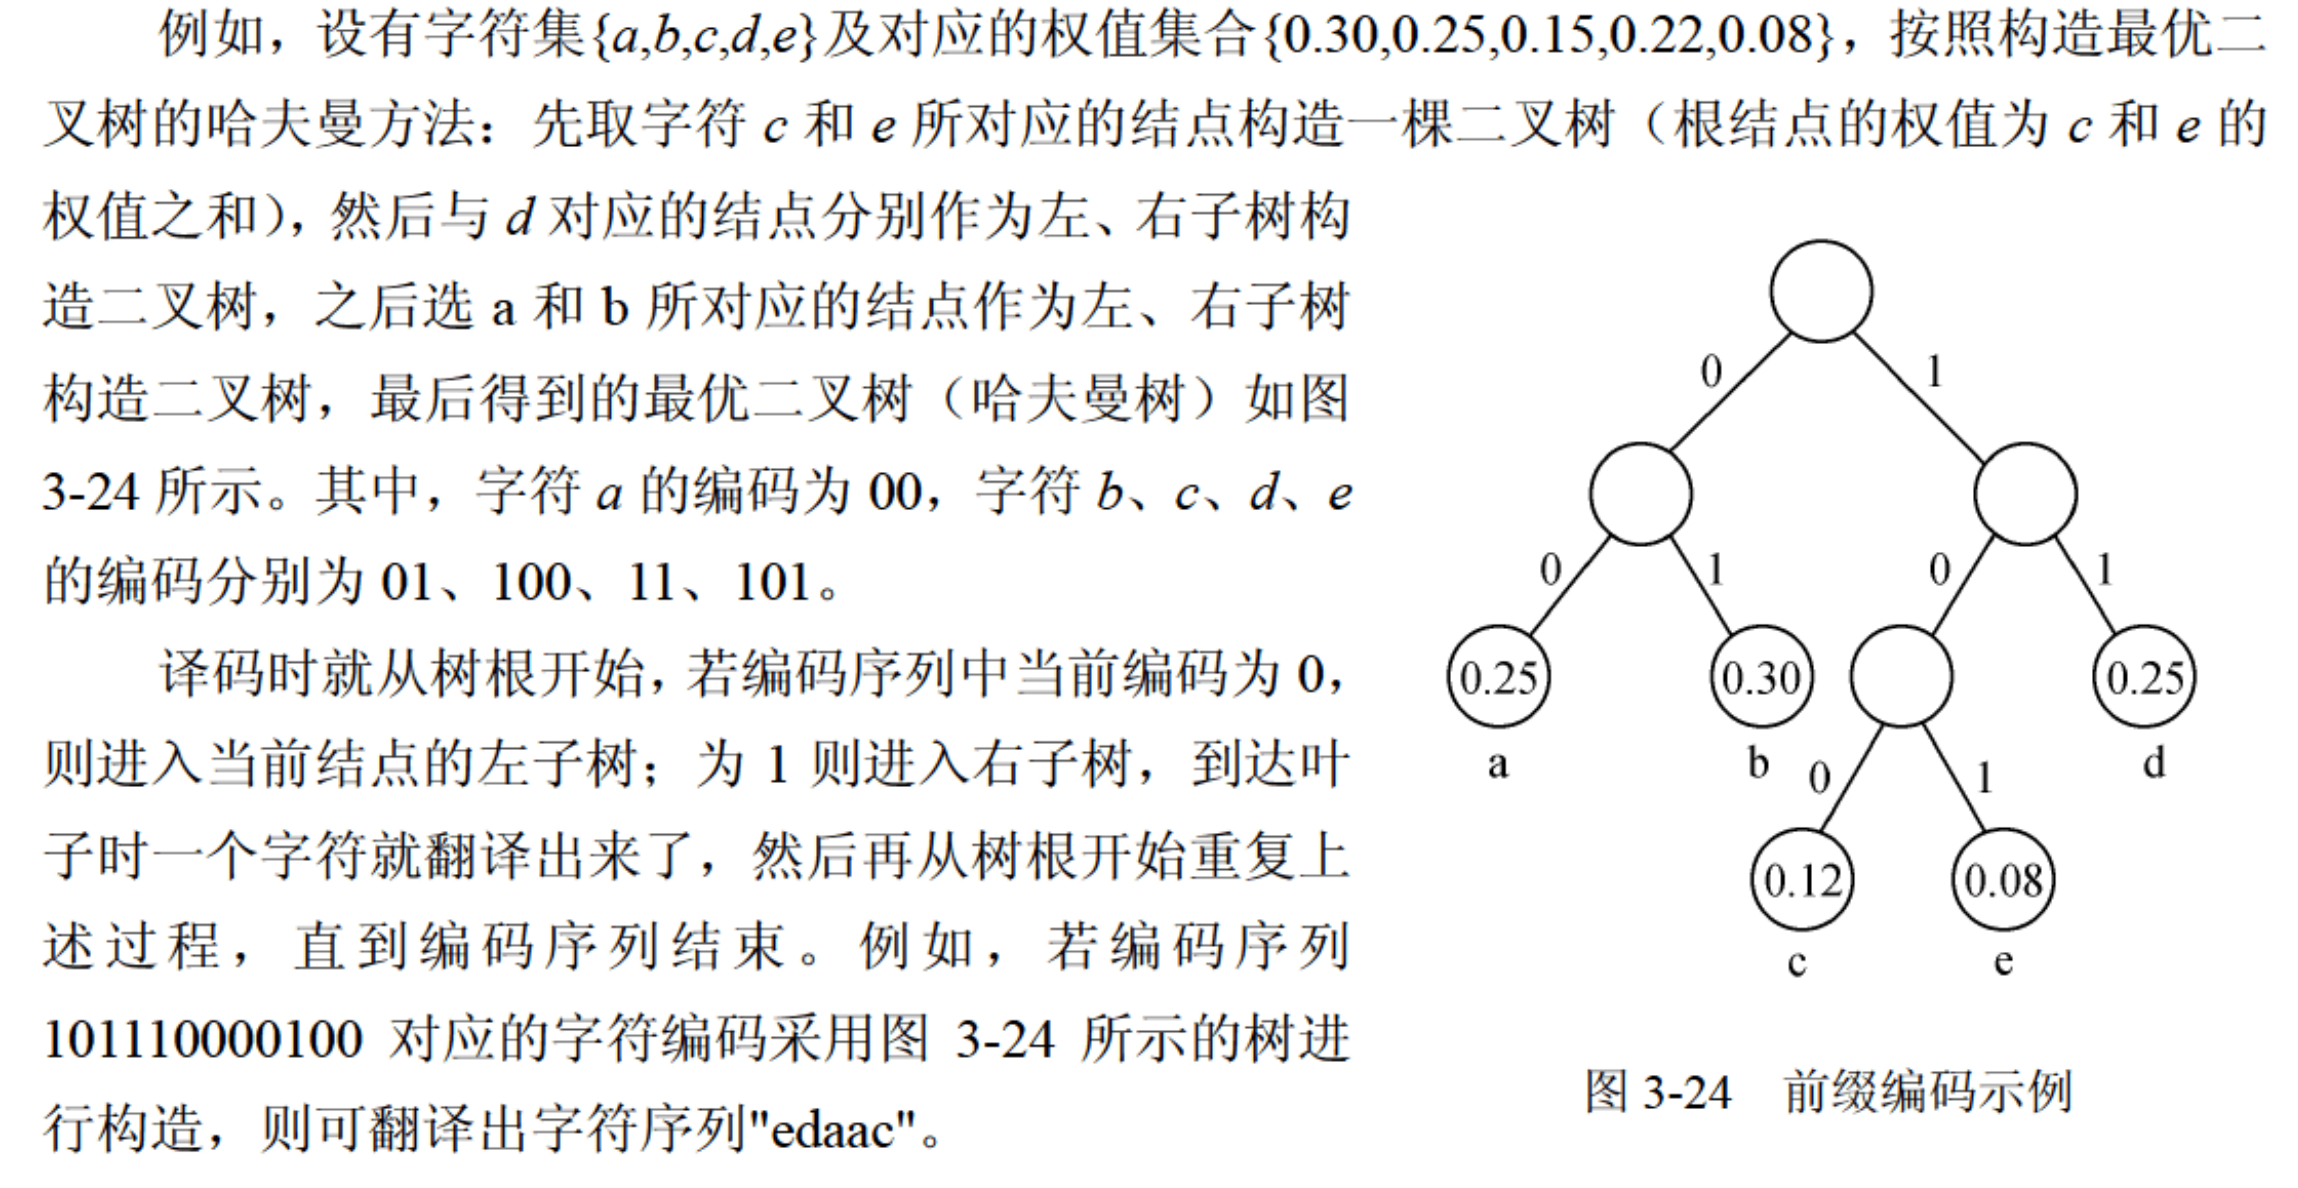 例如，设有字符集{a,b,c,d,e}及对应的权值集合{0.30,0.25,0.15,0.22,0.08}，按照构造最优二
叉树的哈夫曼方法：先取字符 c 和 e 所对应的结点构造一棵二叉树（根结点的权值为 c 和 e 的
权值之和），然后与 d 对应的结点分别作为左、右子树构
造二叉树，之后选 a 和 b 所对应的结点作为左、右子树
构造二叉树，最后得到的最优二叉树（哈夫曼树）如图
3-24 所示。其中，字符 a 的编码为 00，字符 b、c、d、e
的编码分别为 01、100、11、101。
译码时就从树根开始，若编码序列中当前编码为 0，
则进入当前结点的左子树；为 1 则进入右子树，到达叶
子时一个字符就翻译出来了，然后再从树根开始重复上
述过程，直到编码序列结束。例如，若编码序列
101110000100 对应的字符编码采用图 3-24 所示的树进
行构造，则可翻译出字符序列"edaac"。
0 1
0 1 0 1
0.25 0.30 0.25
a b d
0 1
0.12 0.08
c e
图 3-24 前缀编码示例